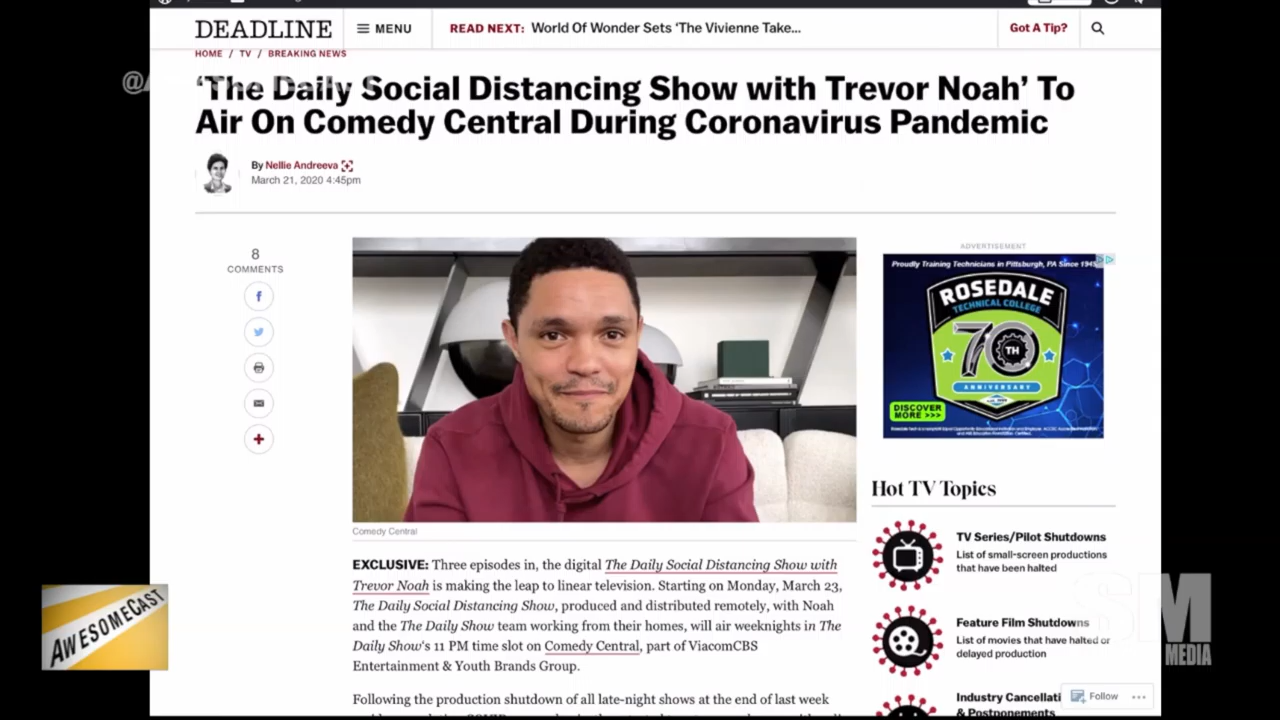 DEADLINE
MENU
READ NEXT: World Of Wonder Sets ‘The Vivienne Take...
Got A Tip?
HOME / TV / BREAKING NEWS
‘The Daily Social Distancing Show with Trevor Noah’ To
Air On Comedy Central During Coronavirus Pandemic
By Nellie Andreeva
March 21, 2020 4:45pm
8
COMMENTS
Comedy Central
EXCLUSIVE: Three episodes in, the digital The Daily Social Distancing Show with
Trevor Noah is making the leap to linear television. Starting on Monday, March 23,
The Daily Social Distancing Show, produced and distributed remotely, with Noah
and the The Daily Show team working from their homes, will air weeknights in The
Daily Show‘s 11 PM time slot on Comedy Central, part of ViacomCBS
Entertainment & Youth Brands Group.
Following the production shutdown of all late-night shows at the end of last week
ADVERTISEMENT
Proudly Training Technicians in Pittsburgh, PA Since 1949
ROSEDALE
TECHNICAL COLLEGE
70
TH
ANNIVERSARY
DISCOVER
MORE >>>
Hot TV Topics
TV Series/Pilot Shutdowns
List of small-screen productions
that have been halted
Feature Film Shutdowns
List of movies that have halted or
delayed production
Industry Cancellati
& Postponements
Follow
AWESOMECAST
SM
MEDIA